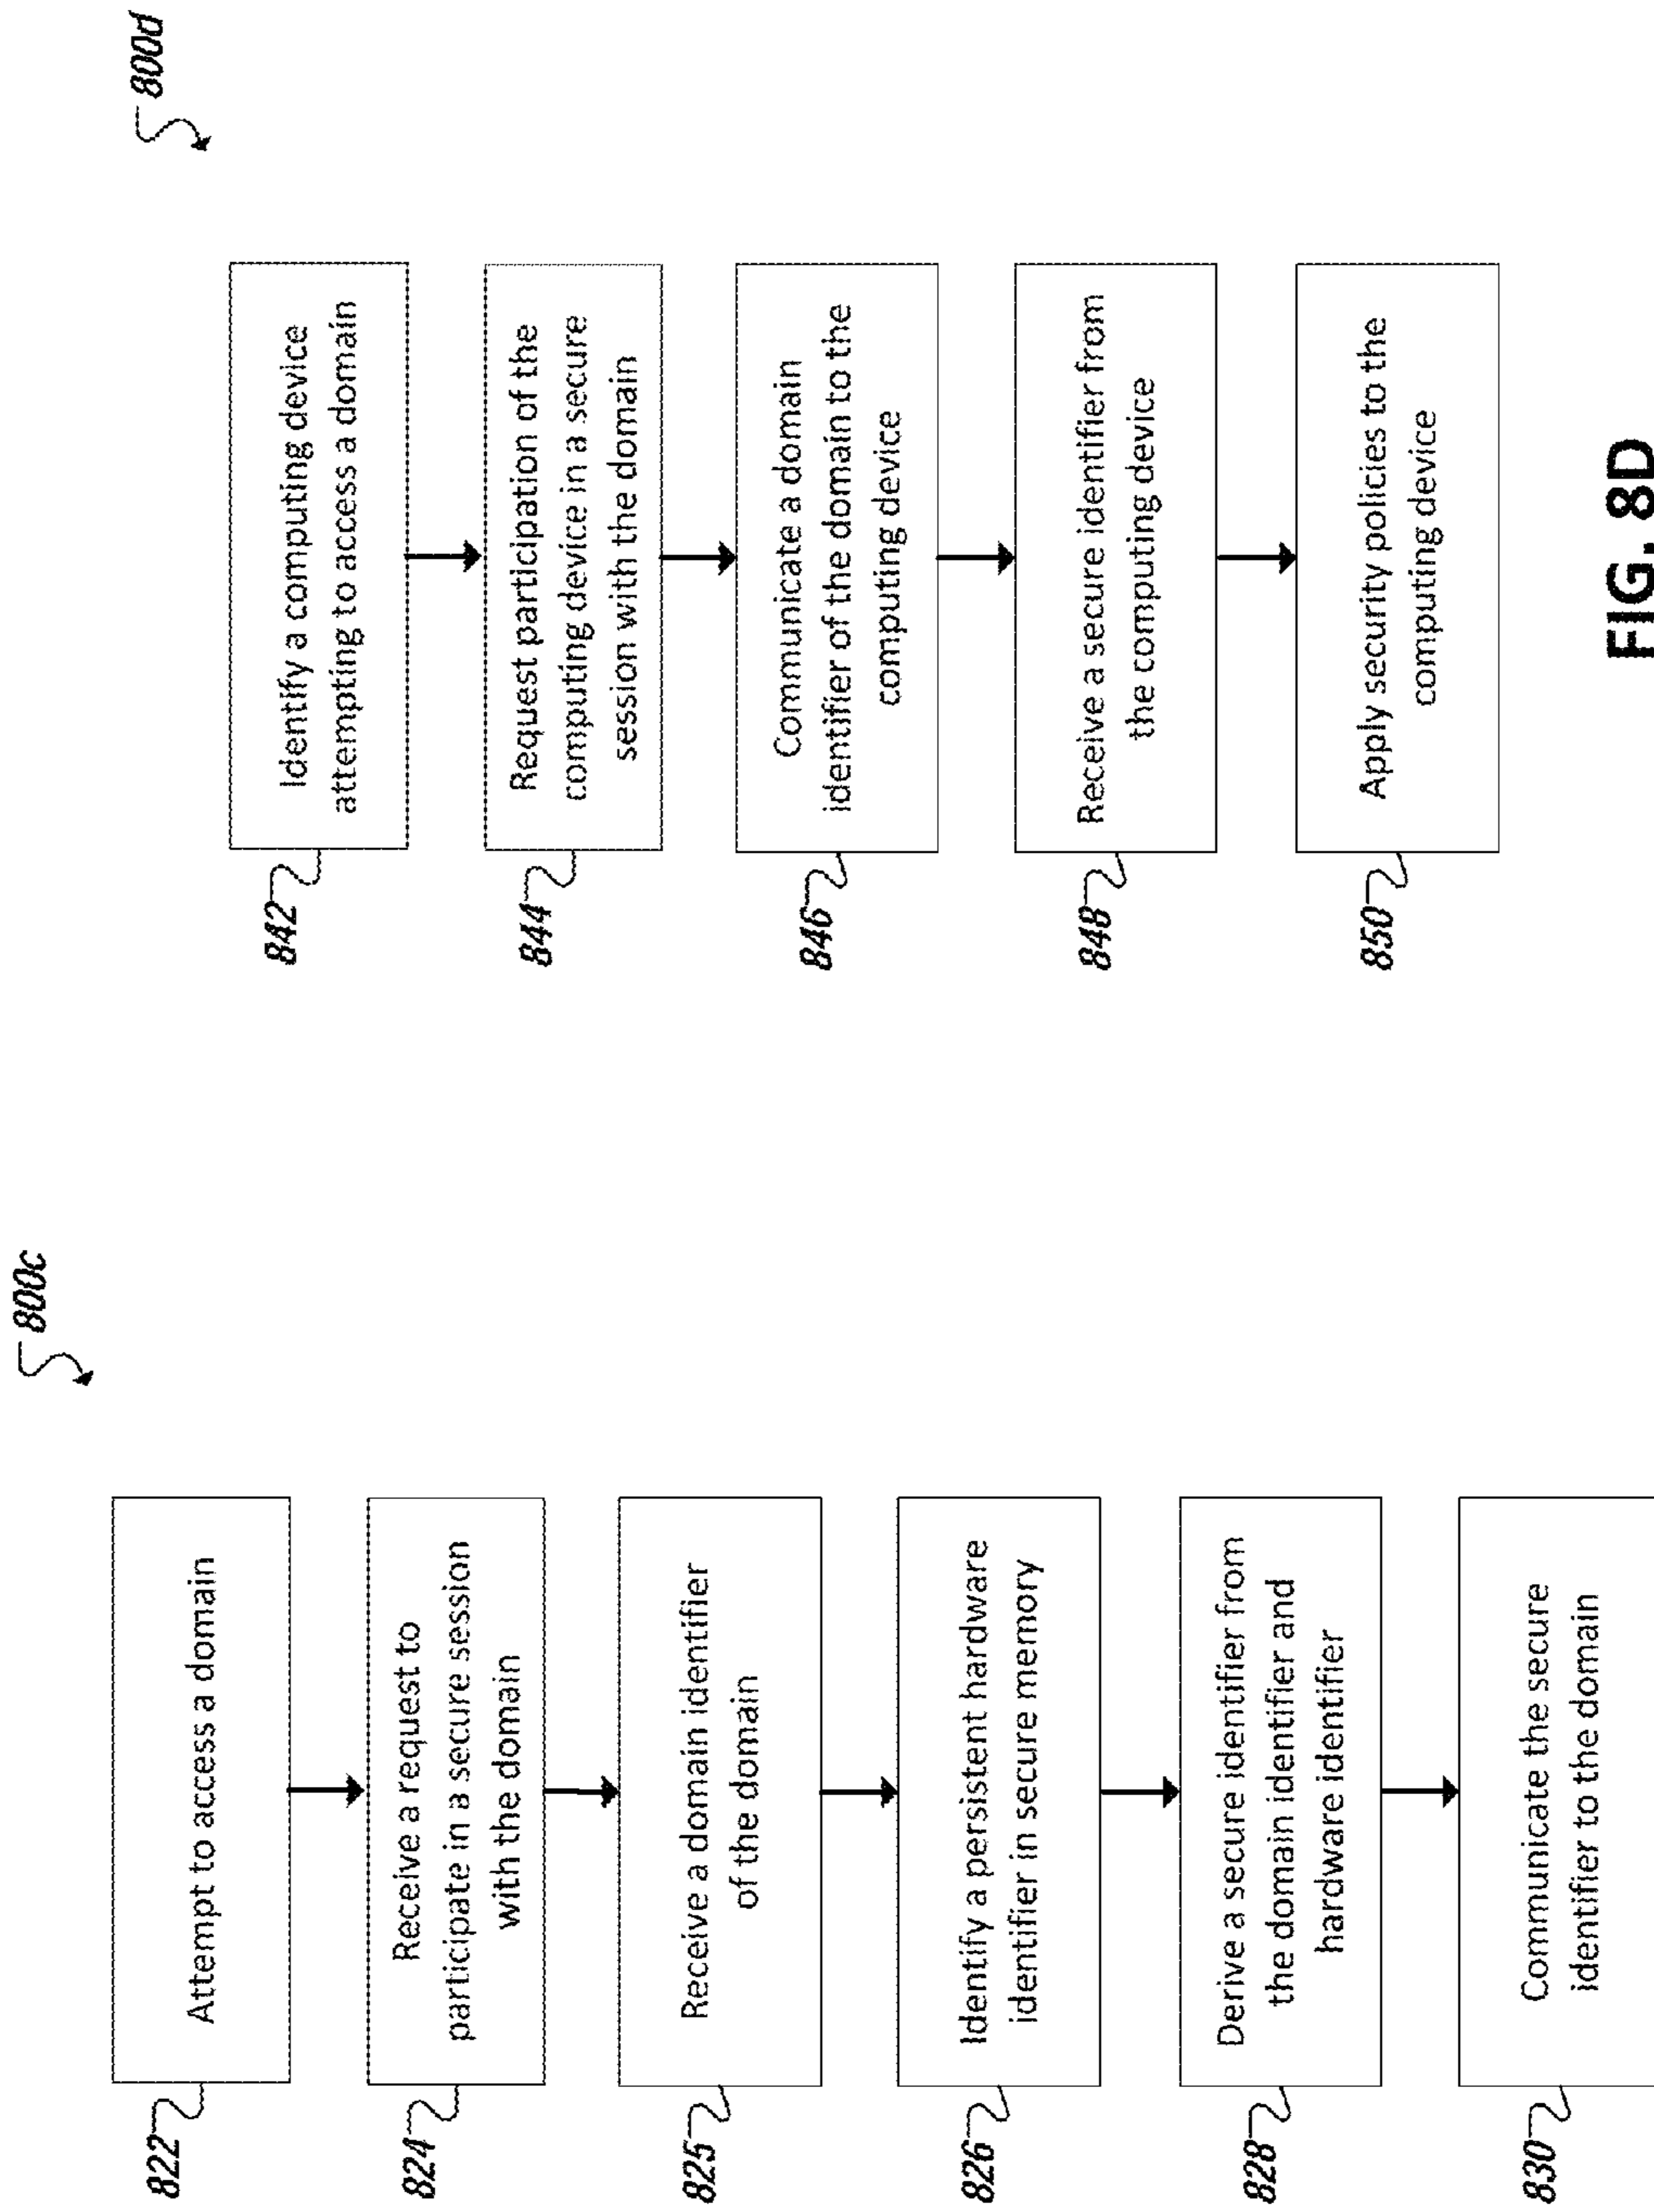 800c
822
Attempt to access a domain
824
Receive a request to
participate in a secure session
with the domain
825
Receive a domain identifier
of the domain
826
Identify a persistent hardware
identifier in secure memory
828
Derive a secure identifier from
the domain identifier and
hardware identifier
830
Communicate the secure
identifier to the domain
800d
842
Identify a computing device
attempting to access a domain
844
Request participation of the
computing device in a secure
session with the domain
846
Communicate a domain
identifier of the domain to the
computing device
848
Receive a secure identifier from
the computing device
850
Apply security policies to the
computing device
FIG. 8D